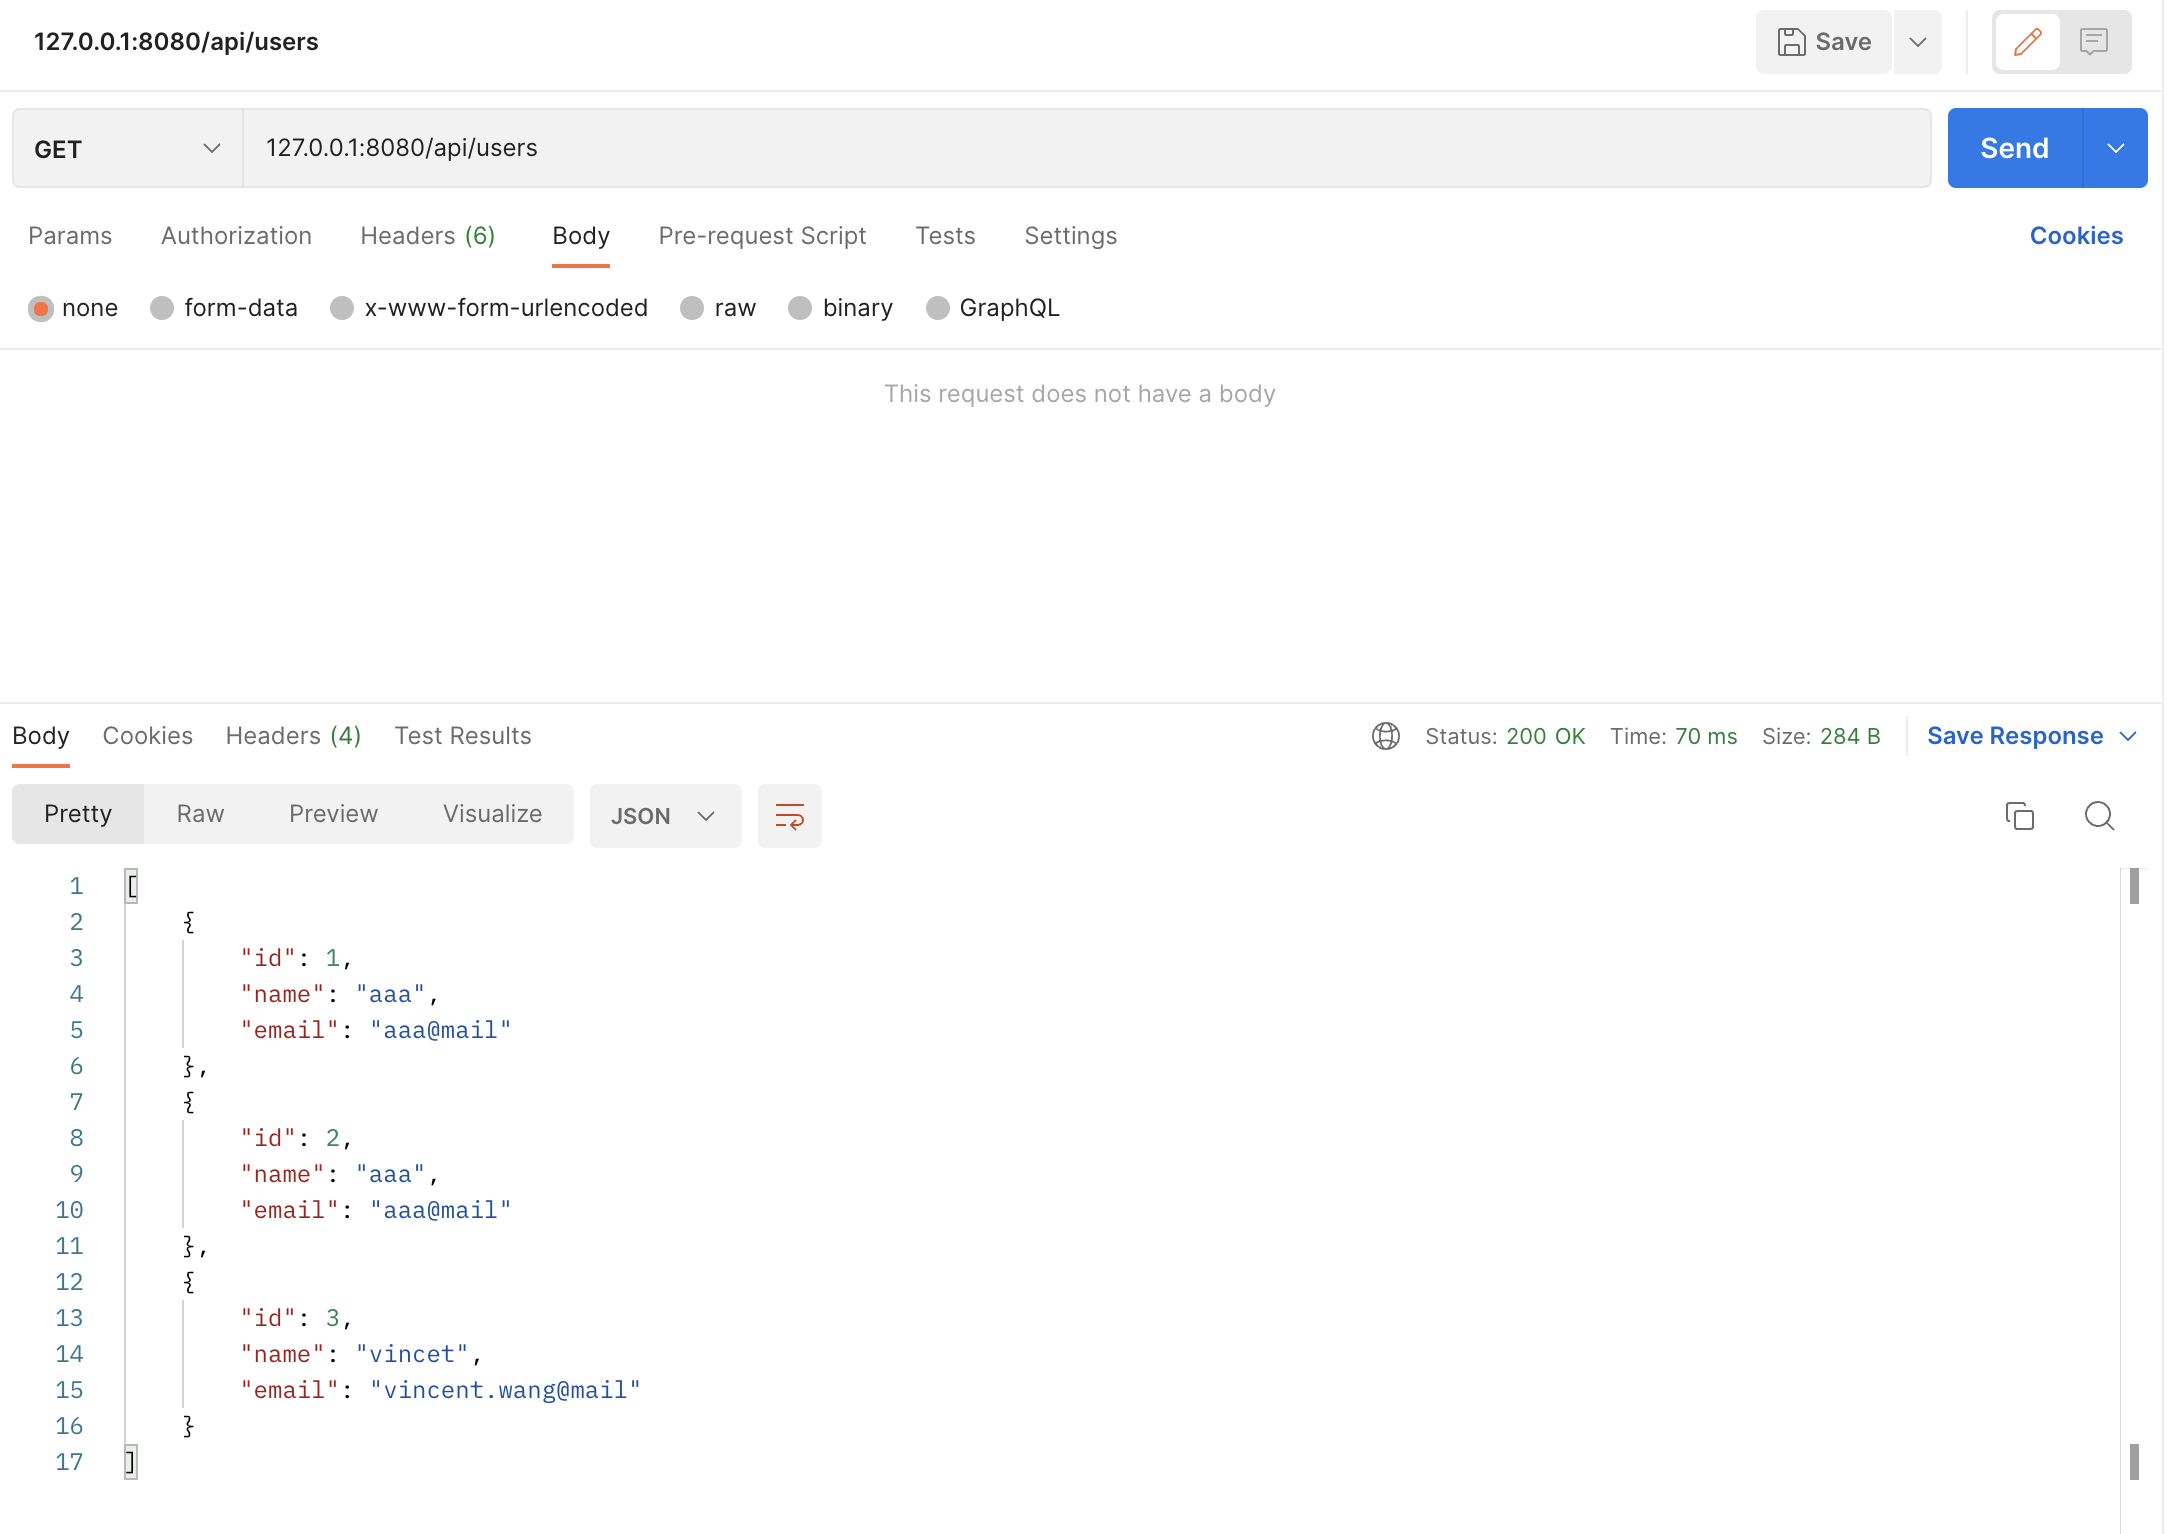 127.0.0.1:8080/api/users Save
GET 127.0.0.1:8080/api/users Send
Params Authorization Headers (6) Body Pre-request Script Tests Settings Cookies
none form-data x-www-form-urlencoded raw binary GraphQL
This request does not have a body
Body Cookies Headers (4) Test Results Status: 200 OK Time: 70 ms Size: 284 B Save Response
Pretty Raw Preview Visualize JSON
1 [
2 {
3 "id": 1,
4 "name": "aaa",
5 "email": "aaa@mail"
6 },
7 {
8 "id": 2,
9 "name": "aaa",
10 "email": "aaa@mail"
11 },
12 {
13 "id": 3,
14 "name": "vincet",
15 "email": "vincent.wang@mail"
16 }
17 ]